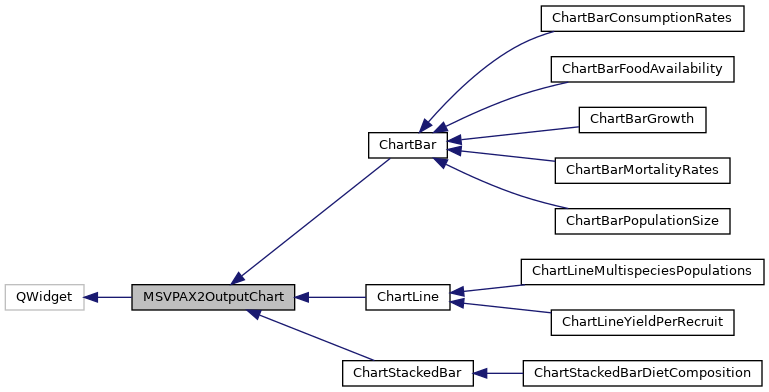 ChartBarConsumptionRates
ChartBarFoodAvailability
ChartBarGrowth
ChartBar
ChartBarMortalityRates
ChartBarPopulationSize
ChartLineMultispeciesPopulations
QWidget
MSVPAX2OutputChart
ChartLine
ChartLineYieldPerRecruit
ChartStackedBar
ChartStackedBarDietComposition